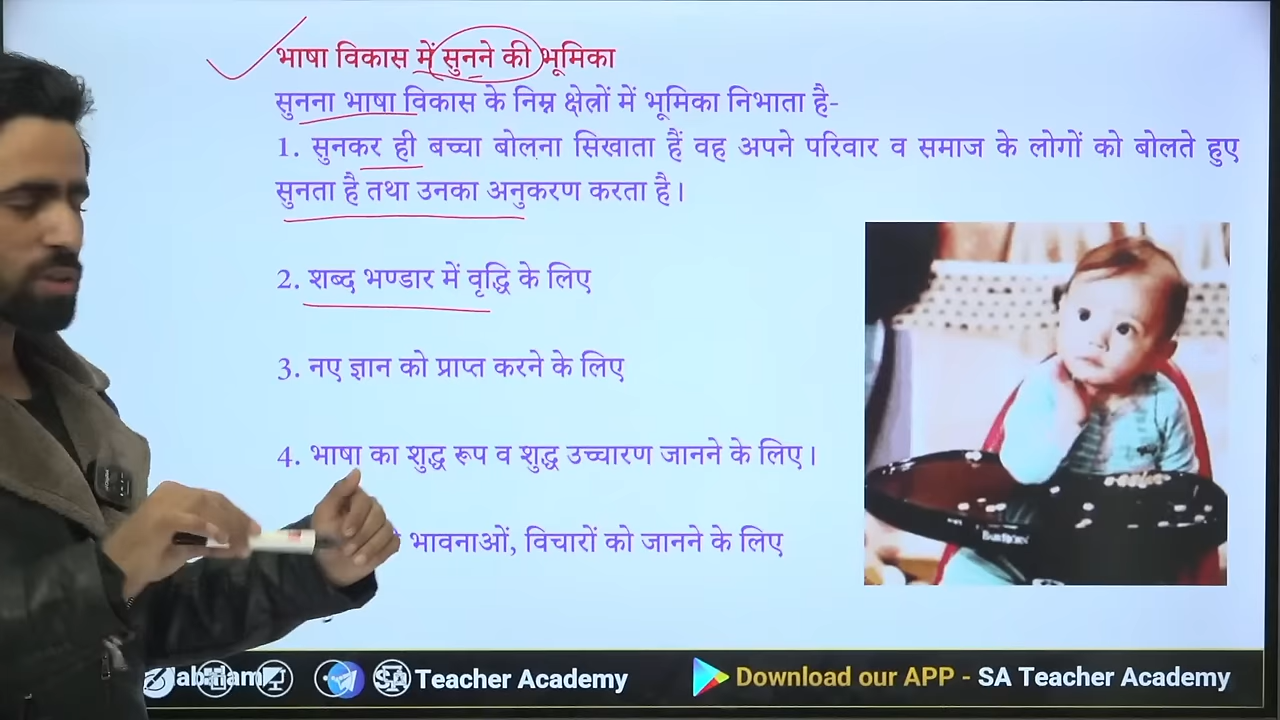 भाषा विकास में सुनने की भूमिका
सुनना भाषा विकास के निम्न क्षेत्रों में भूमिका निभाता है-
1. सुनकर ही बच्चा बोलना सिखाता हैं वह अपने परिवार व समाज के लोगों को बोलते हुए
सुनता है तथा उनका अनुकरण करता है।
2. शब्द भण्डार में वृद्धि के लिए
3. नए ज्ञान को प्राप्त करने के लिए
4. भाषा का शुद्ध रूप व शुद्ध उच्चारण जानने के लिए।
भावनाओं, विचारों को जानने के लिए
SA Teacher Academy
Download our APP - SA Teacher Academy